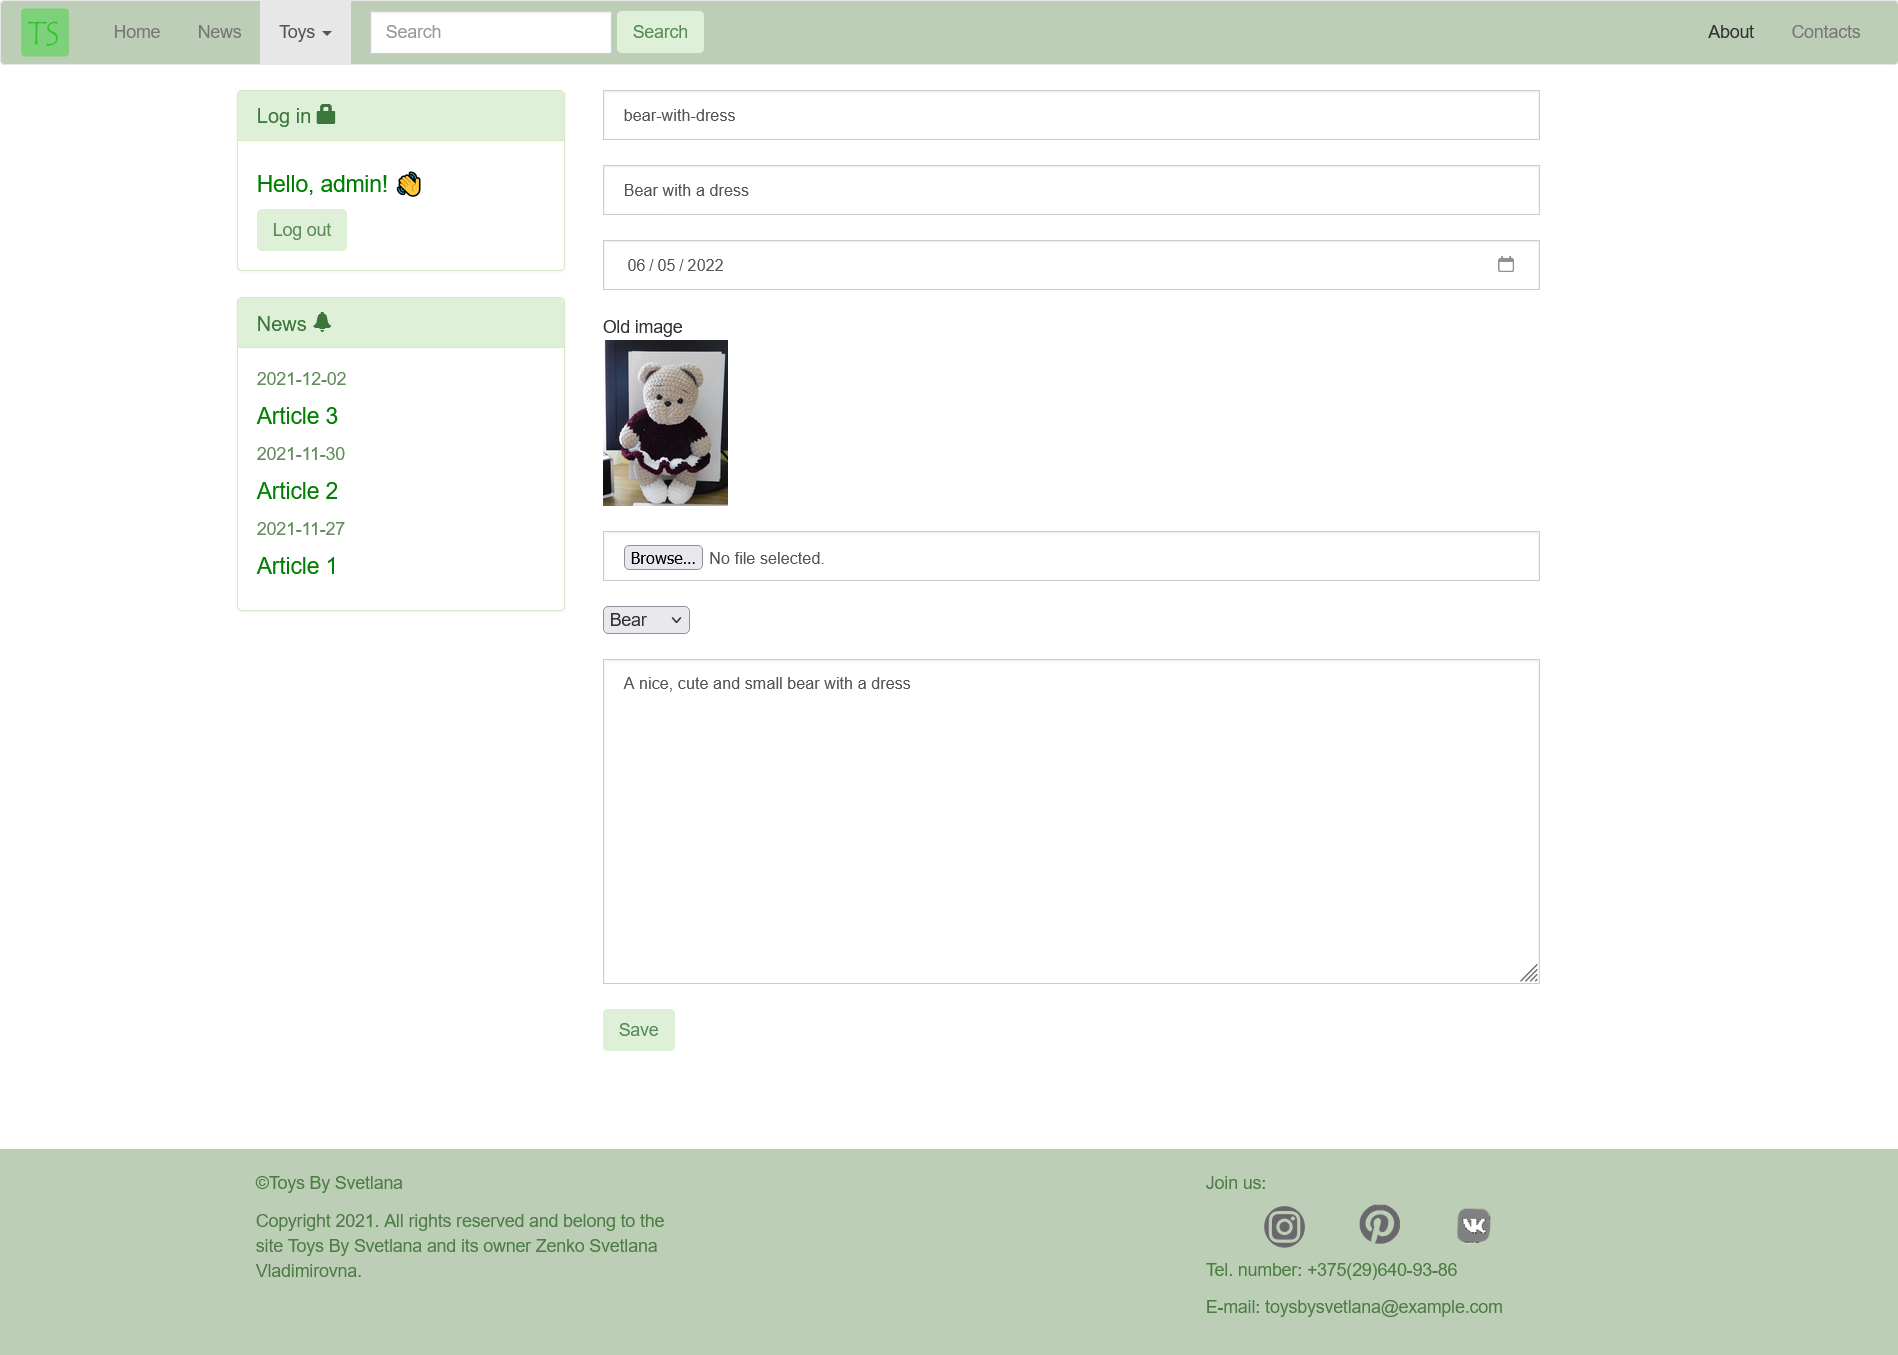 TS
Home
News
Toys
Search
Search
About
Contacts
Log in
Hello, admin! 👋
Log out
News
2021-12-02
Article 3
2021-11-30
Article 2
2021-11-27
Article 1
bear-with-dress
Bear with a dress
06 / 05 / 2022
Old image
Browse... No file selected.
Bear
A nice, cute and small bear with a dress
Save
©Toys By Svetlana
Copyright 2021. All rights reserved and belong to the
site Toys By Svetlana and its owner Zenko Svetlana
Vladimirovna.
Join us:
Tel. number: +375(29)640-93-86
E-mail: toysbysvetlana@example.com